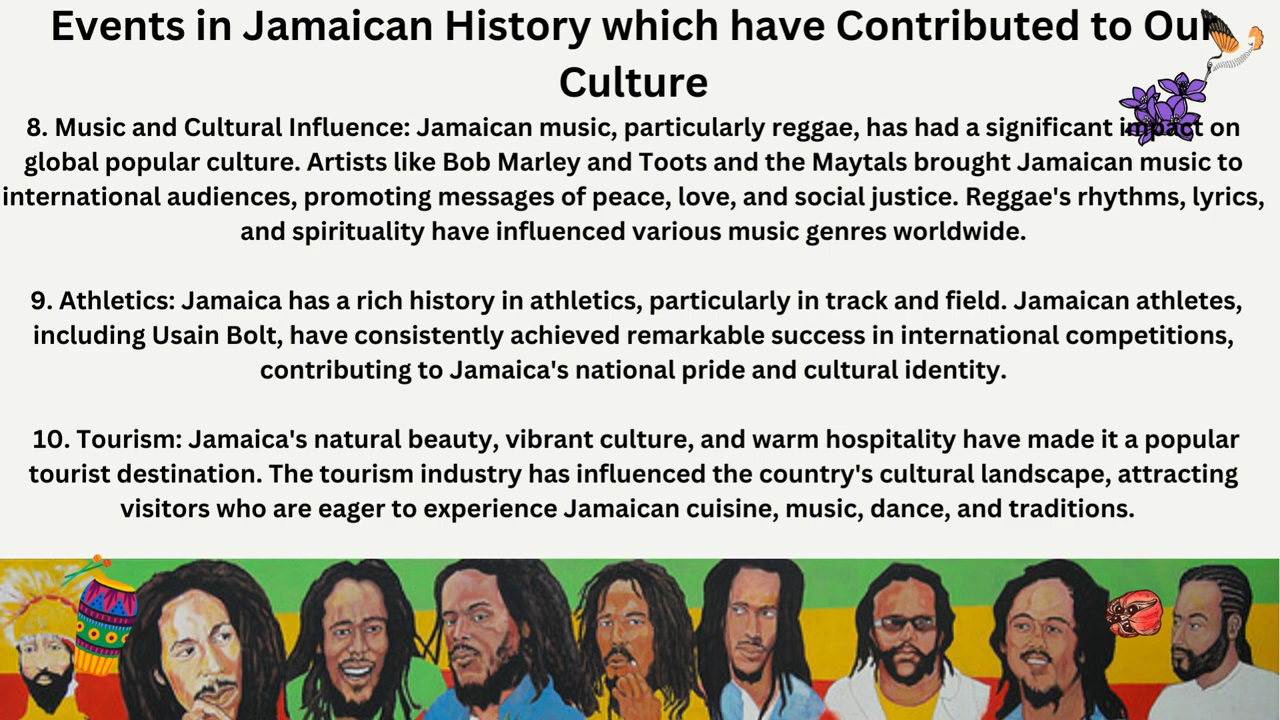 Events in Jamaican History which have Contributed to Our
Culture
8. Music and Cultural Influence: Jamaican music, particularly reggae, has had a significant impact on
global popular culture. Artists like Bob Marley and Toots and the Maytals brought Jamaican music to
international audiences, promoting messages of peace, love, and social justice. Reggae's rhythms, lyrics,
and spirituality have influenced various music genres worldwide.
9. Athletics: Jamaica has a rich history in athletics, particularly in track and field. Jamaican athletes,
including Usain Bolt, have consistently achieved remarkable success in international competitions,
contributing to Jamaica's national pride and cultural identity.
10. Tourism: Jamaica's natural beauty, vibrant culture, and warm hospitality have made it a popular
tourist destination. The tourism industry has influenced the country's cultural landscape, attracting
visitors who are eager to experience Jamaican cuisine, music, dance, and traditions.